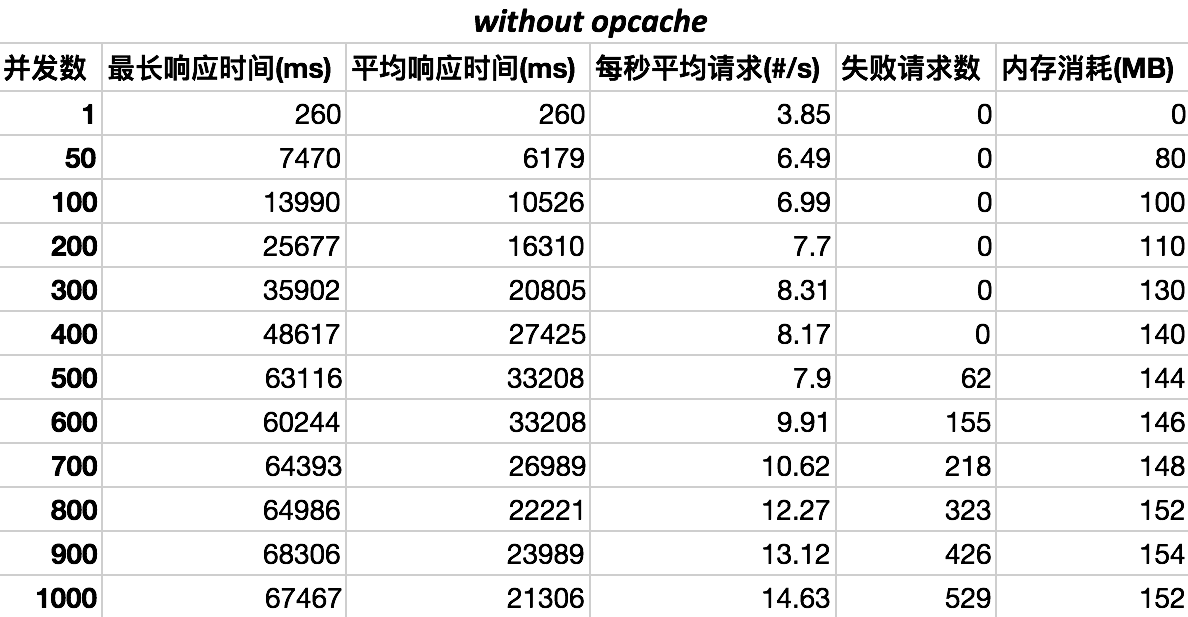 without opcache
并发数 最长响应时间(ms) 平均响应时间(ms) 每秒平均请求(#/s) 失败请求数 内存消耗(MB)
1 260 260 3.85 0 0
50 7470 6179 6.49 0 80
100 13990 10526 6.99 0 100
200 25677 16310 7.7 0 110
300 35902 20805 8.31 0 130
400 48617 27425 8.17 0 140
500 63116 33208 7.9 62 144
600 60244 33208 9.91 155 146
700 64393 26989 10.62 218 148
800 64986 22221 12.27 323 152
900 68306 23989 13.12 426 154
1000 67467 21306 14.63 529 152